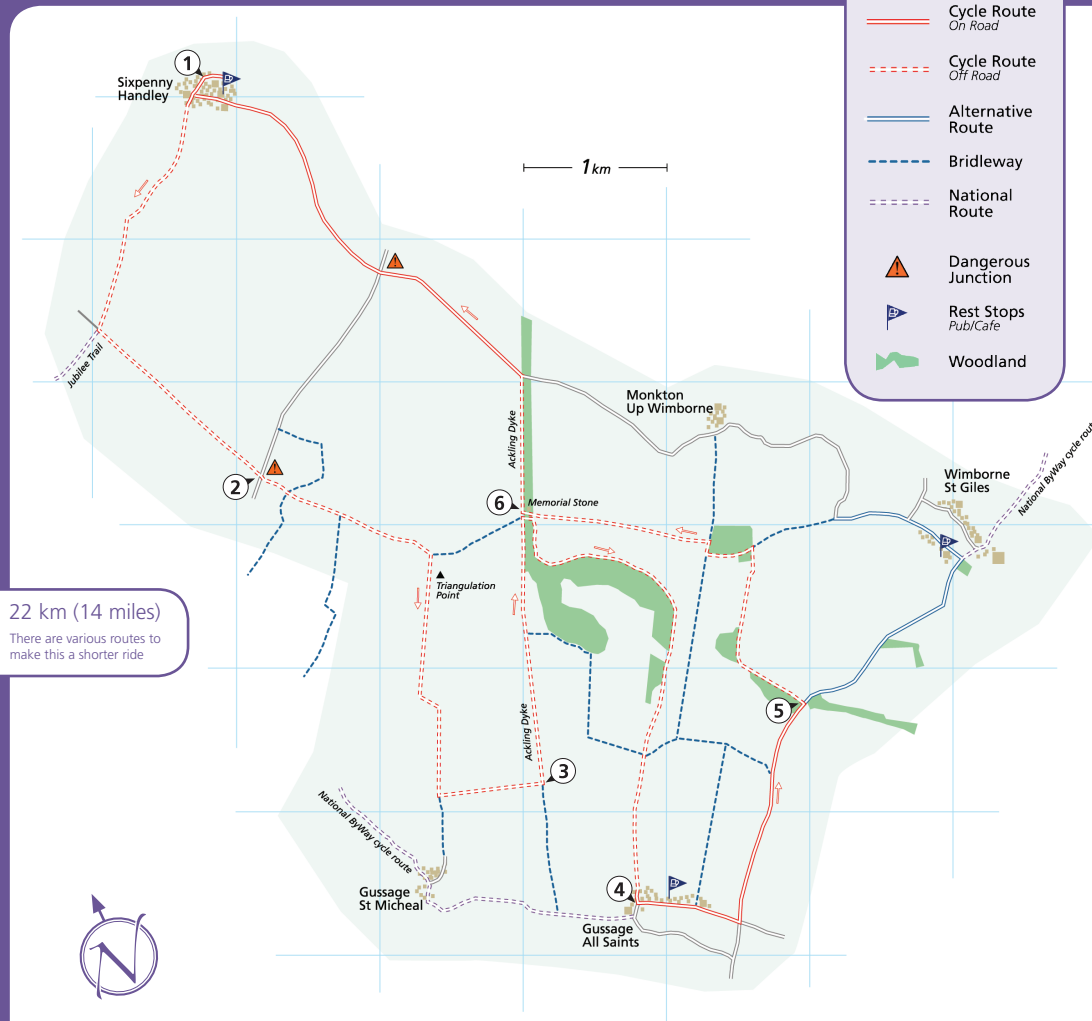 Cycle Route
On Road
Cycle Route
Off Road
Alternative
Route
Bridleway
National
Route
Dangerous
Junction
Rest Stops
Pub/Cafe
Woodland
1
Sixpenny
Handley
1km
Jubilee Trail
Ackling Dyke
Monkton
Up Wimborne
Wimborne
St Giles
National ByWay cycle rout
2
6
Memorial Stone
Triangulation
Point
22 km (14 miles)
There are various routes to
make this a shorter ride
5
Ackling Dyke
3
National ByWay cycle route
Gussage
St Micheal
4
Gussage
All Saints
N